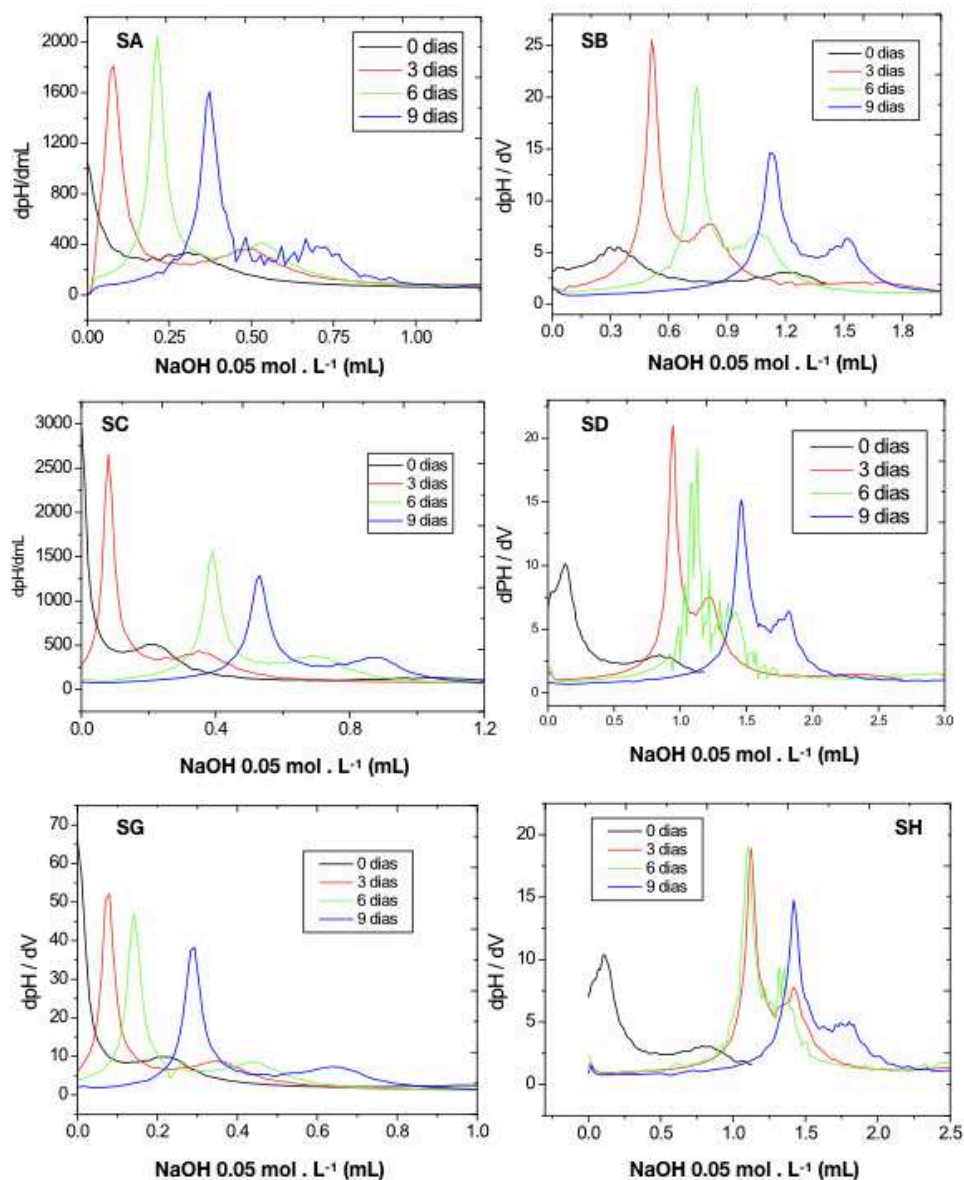 SA
0 dias
3 dias
6 dias
9 dias
dpH/dmL
2000
1600
1200
800
400
0
0.00 0.25 0.50 0.75 1.00
NaOH 0.05 mol . L⁻¹ (mL)
SB
0 dias
3 dias
6 dias
9 dias
dpH / dV
25
20
15
10
5
0
0.0 0.3 0.6 0.9 1.2 1.5 1.8
NaOH 0.05 mol . L⁻¹ (mL)
SC
0 dias
3 dias
6 dias
9 dias
dpH/dmL
3000
2500
2000
1500
1000
500
0
0.0 0.4 0.8 1.2
NaOH 0.05 mol . L⁻¹ (mL)
SD
0 dias
3 dias
6 dias
9 dias
dPH / dV
20
15
10
5
0
0.0 0.5 1.0 1.5 2.0 2.5 3.0
NaOH 0.05 mol . L⁻¹ (mL)
SG
0 dias
3 dias
6 dias
9 dias
dpH / dV
70
60
50
40
30
20
10
0
0.0 0.2 0.4 0.6 0.8 1.0
NaOH 0.05 mol . L⁻¹ (mL)
SH
0 dias
3 dias
6 dias
9 dias
dpH / dV
20
15
10
5
0
0.0 0.5 1.0 1.5 2.0 2.5
NaOH 0.05 mol . L⁻¹ (mL)